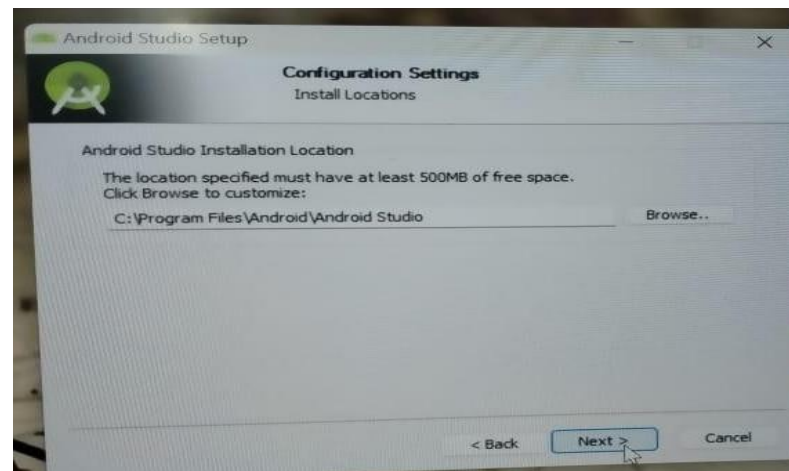 Android Studio Setup
Configuration Settings
Install Locations
Android Studio Installation Location
The location specified must have at least 500MB of free space.
Click Browse to customize:
C:\Program Files\Android\Android Studio
Browse..
< Back
Next >
Cancel